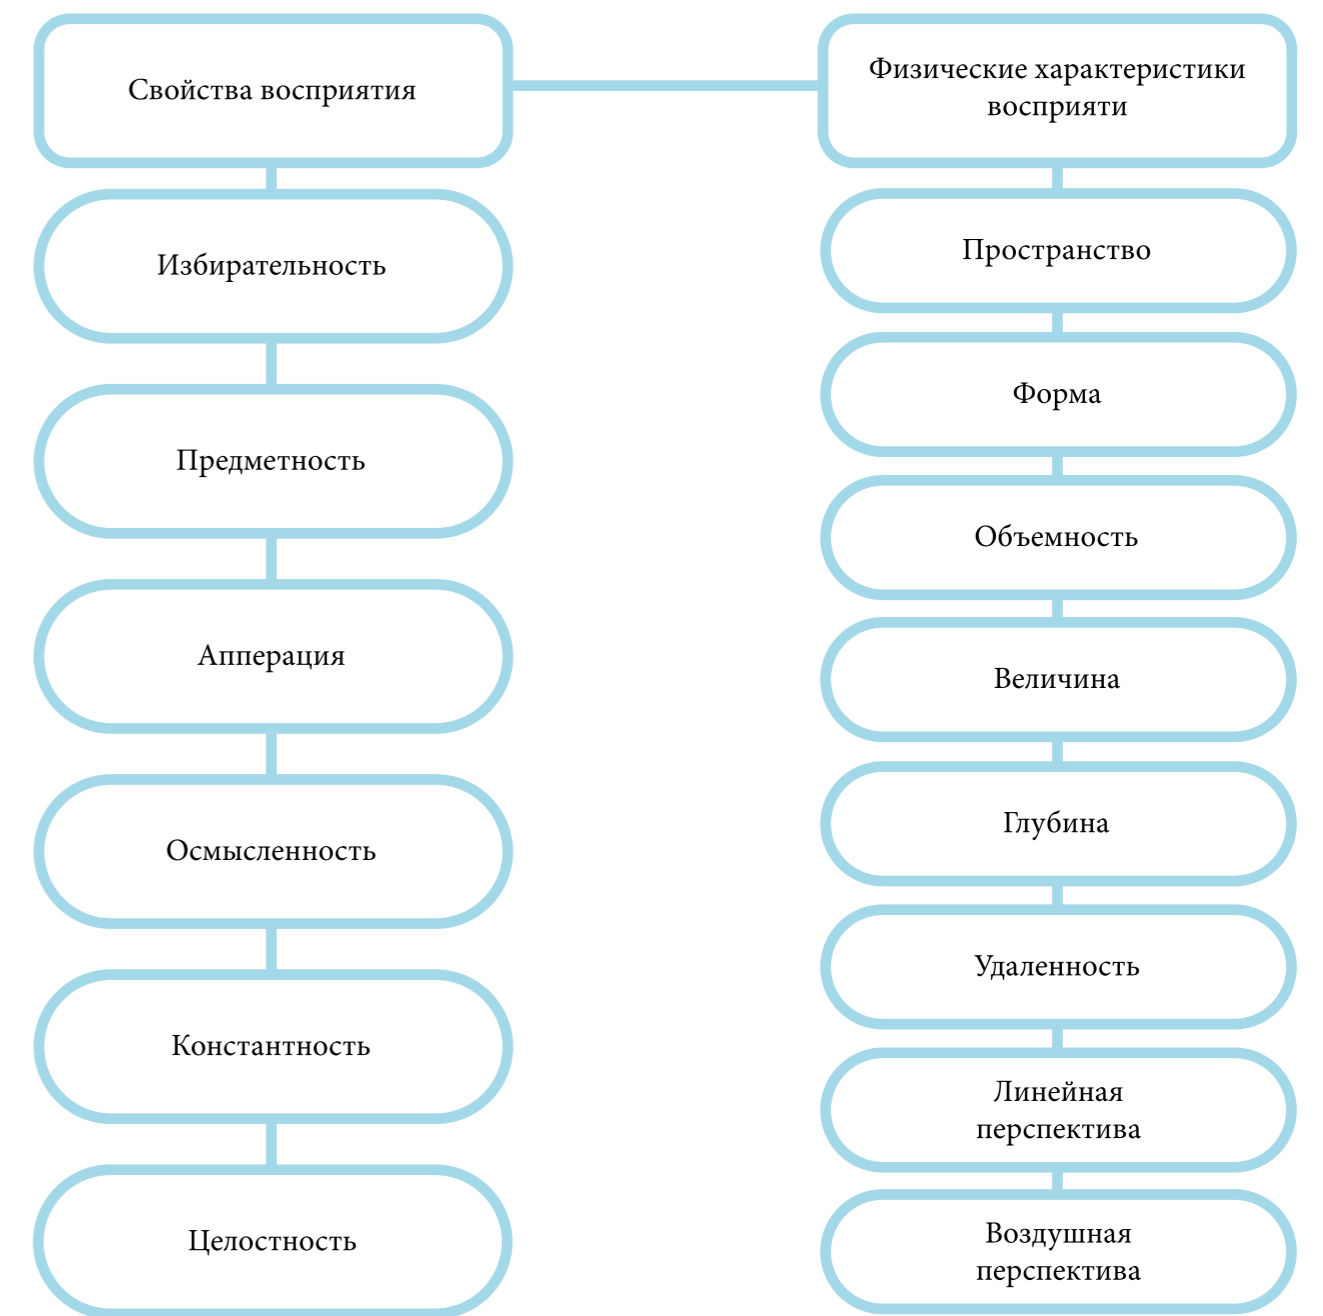 Свойства восприятия
Избирательность
Предметность
Апперация
Осмысленность
Константность
Целостность
Физические характеристики
восприяти
Пространство
Форма
Объемность
Величина
Глубина
Удаленность
Линейная
перспектива
Воздушная
перспектива